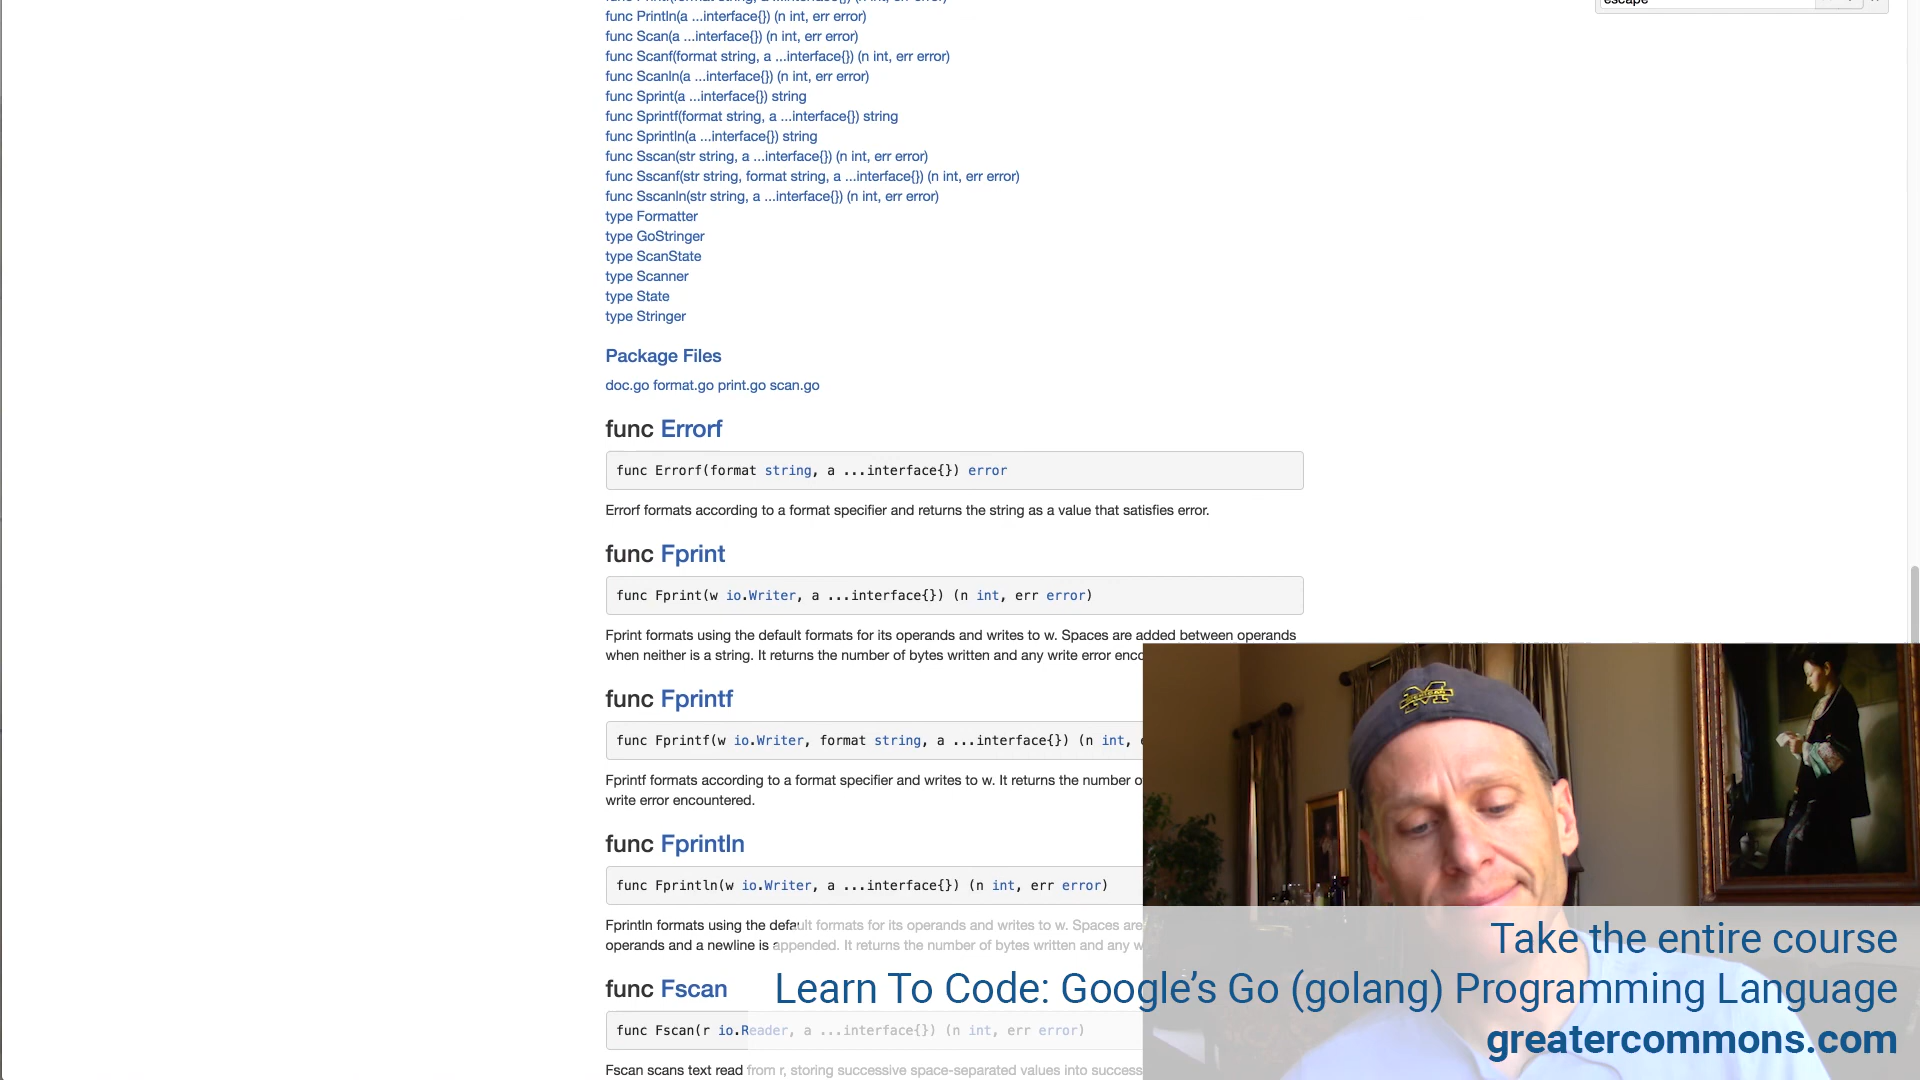 func Println(a ...interface{}) (n int, err error)
escape
func Scan(a ...interface{}) (n int, err error)
func Scanf(format string, a ...interface{}) (n int, err error)
func Scanln(a ...interface{}) (n int, err error)
func Sprint(a ...interface{}) string
func Sprintf(format string, a ...interface{}) string
func Sprintln(a ...interface{}) string
func Sscan(str string, a ...interface{}) (n int, err error)
func Sscanf(str string, format string, a ...interface{}) (n int, err error)
func Sscanln(str string, a ...interface{}) (n int, err error)
type Formatter
type GoStringer
type ScanState
type Scanner
type State
type Stringer
Package Files
doc.go format.go print.go scan.go
func Errorf
func Errorf(format string, a ...interface{}) error
Errorf formats according to a format specifier and returns the string as a value that satisfies error.
func Fprint
func Fprint(w io.Writer, a ...interface{}) (n int, err error)
Fprint formats using the default formats for its operands and writes to w. Spaces are added between operands
when neither is a string. It returns the number of bytes written and any write error enco
func Fprintf
func Fprintf(w io.Writer, format string, a ...interface{}) (n int,
Fprintf formats according to a format specifier and writes to w. It returns the number o
write error encountered.
func Fprintln
func Fprintln(w io.Writer, a ...interface{}) (n int, err error)
Fprintln formats using the default formats for its operands and writes to w. Spaces are
operands and a newline is appended. It returns the number of bytes written and any w
func Fscan
func Fscan(r io.Reader, a ...interface{}) (n int, err error)
Fscan scans text read from r, storing successive space-separated values into success
Take the entire course
Learn To Code: Google's Go (golang) Programming Language
greatercommons.com